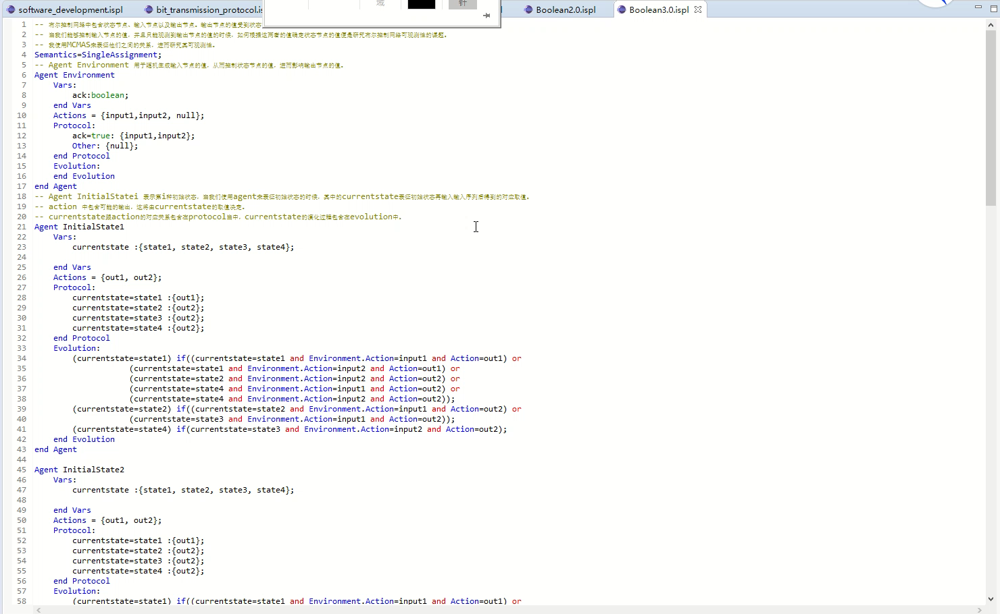 software_development.ispl
bit_transmission_protocol.is
Boolean2.0.ispl
Boolean3.0.ispl
域
针
1 -- 布尔控制网络中包含状态节点、输入节点以及输出节点。输出节点的值受到状态
2 -- 当我们能够控制输入节点的值，并且只能观测到输出节点的值的时候，如何根据这两者的值确定状态节点的值便是研究布尔控制网络可观测性的课题。
3 -- 我使用MCMAS来表征他们之间的关系，进而研究其可观测性。
4 Semantics=SingleAssignment;
5 -- Agent Environment 用于随机生成输入节点的值，从而控制状态节点的值，进而影响输出节点的值。
6 Agent Environment
7 Vars:
8 ack:boolean;
9 end Vars
10 Actions = {input1,input2, null};
11 Protocol:
12 ack=true: {input1,input2};
13 Other: {null};
14 end Protocol
15 Evolution:
16 end Evolution
17 end Agent
18 -- Agent InitialStatei 表示第i种初始状态，当我们使用agent来表征初始状态的时候，其中的currentstate表征初始状态再输入输入序列后得到的对应取值。
19 -- action 中包含可能的输出，这将由currentstate的取值决定。
20 -- currentstate跟action的对应关系包含在protocol当中，currentstate的演化过程包含在evolution中。
21 Agent InitialState1
22 Vars:
23 currentstate :{state1, state2, state3, state4};
24
25 end Vars
26 Actions = {out1, out2};
27 Protocol:
28 currentstate=state1 :{out1};
29 currentstate=state2 :{out2};
30 currentstate=state3 :{out2};
31 currentstate=state4 :{out2};
32 end Protocol
33 Evolution:
34 (currentstate=state1) if((currentstate=state1 and Environment.Action=input1 and Action=out1) or
35 (currentstate=state1 and Environment.Action=input2 and Action=out1) or
36 (currentstate=state2 and Environment.Action=input2 and Action=out2) or
37 (currentstate=state4 and Environment.Action=input1 and Action=out2) or
38 (currentstate=state4 and Environment.Action=input2 and Action=out2));
39 (currentstate=state2) if((currentstate=state2 and Environment.Action=input1 and Action=out2) or
40 (currentstate=state3 and Environment.Action=input1 and Action=out2));
41 (currentstate=state4) if(currentstate=state3 and Environment.Action=input2 and Action=out2);
42 end Evolution
43 end Agent
44
45 Agent InitialState2
46 Vars:
47 currentstate :{state1, state2, state3, state4};
48
49 end Vars
50 Actions = {out1, out2};
51 Protocol:
52 currentstate=state1 :{out1};
53 currentstate=state2 :{out2};
54 currentstate=state3 :{out2};
55 currentstate=state4 :{out2};
56 end Protocol
57 Evolution:
58 (currentstate=state1) if((currentstate=state1 and Environment.Action=input1 and Action=out1) or